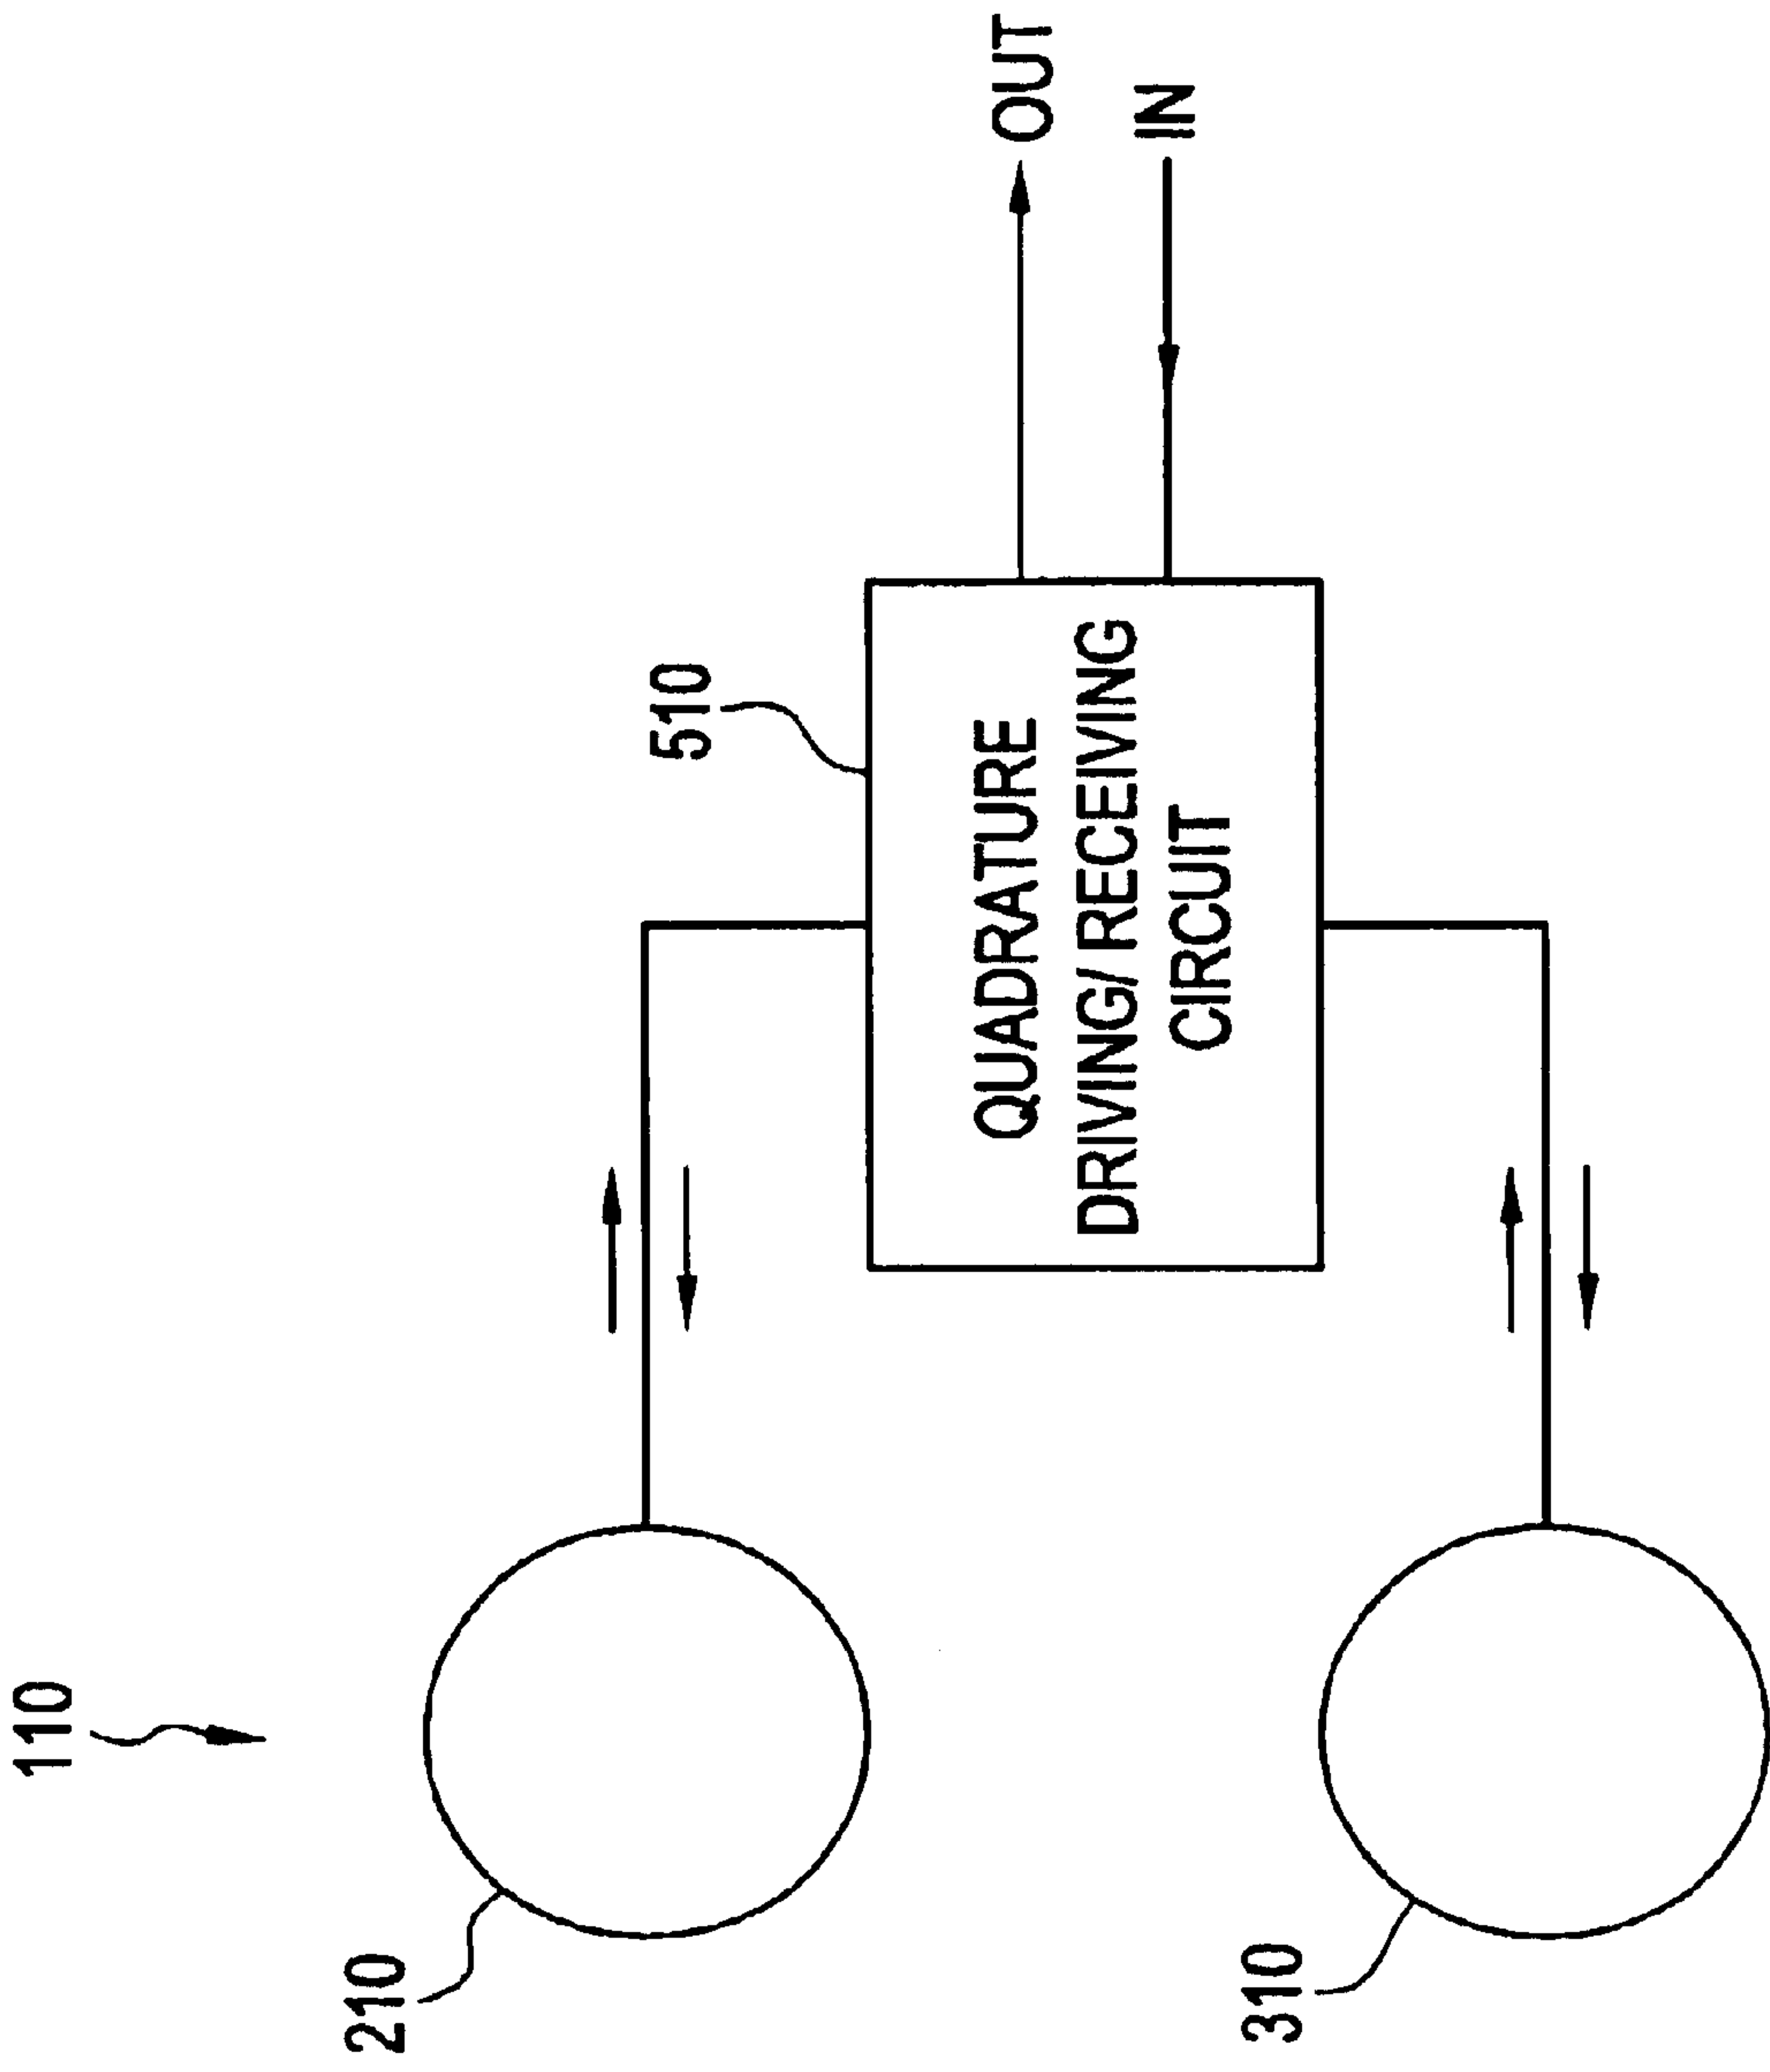 110
210
510
OUT
IN
QUADRATURE
DRIVING/RECEIVING
CIRCUIT
310